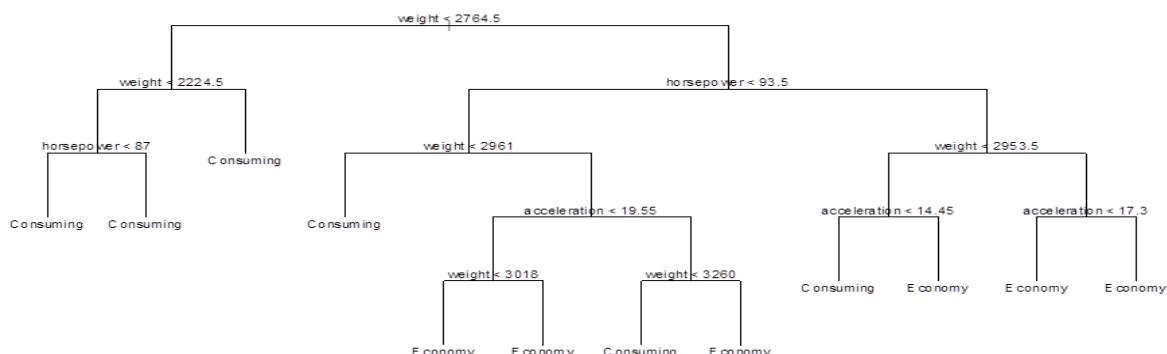 weight < 2764.5
weight < 2224.5
horsepower < 93.5
horsepower < 87
Consuming
weight < 2961
weight < 2953.5
Consuming
Consuming
Consuming
acceleration < 19.55
acceleration < 14.45
acceleration < 17.3
weight < 3018
weight < 3260
Consuming
Economy
Economy
Economy
Economy
Economy
Consuming
Economy